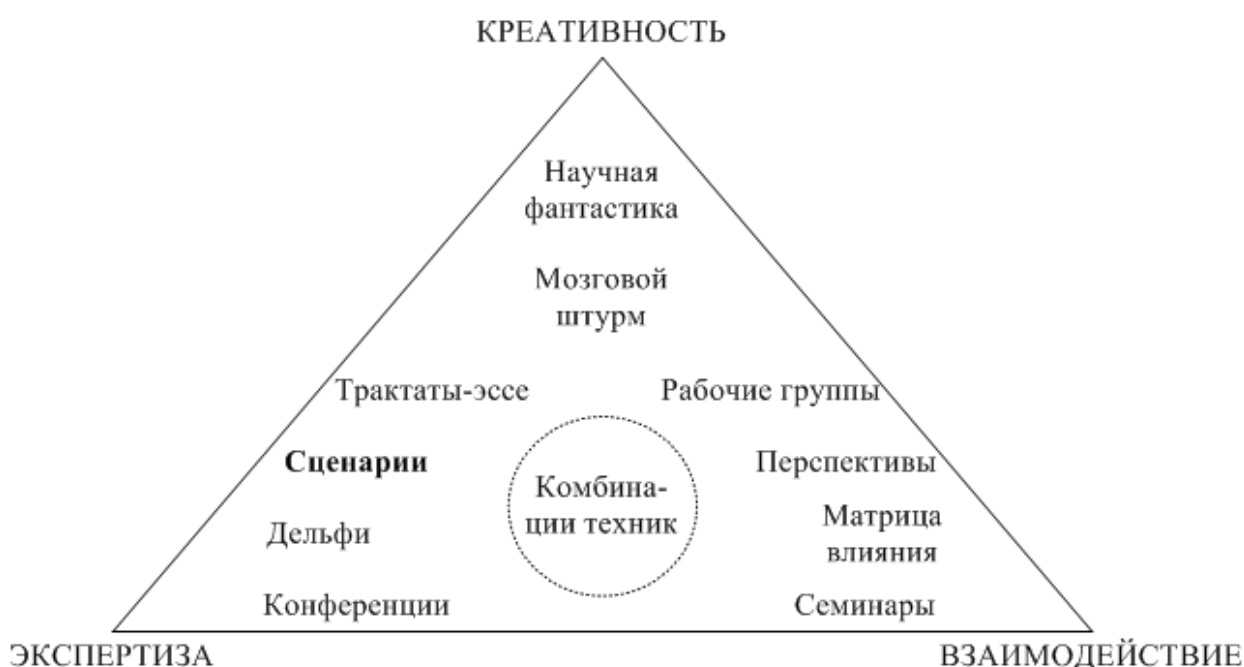 КРЕАТИВНОСТЬ
Научная
фантастика
Мозговой
штурм
Трактаты-эссе
Рабочие группы
Сценарии
Перспективы
Комбина-
ции техник
Дельфи
Матрица
влияния
Конференции
Семинары
ЭКСПЕРТИЗА
ВЗАИМОДЕЙСТВИЕ